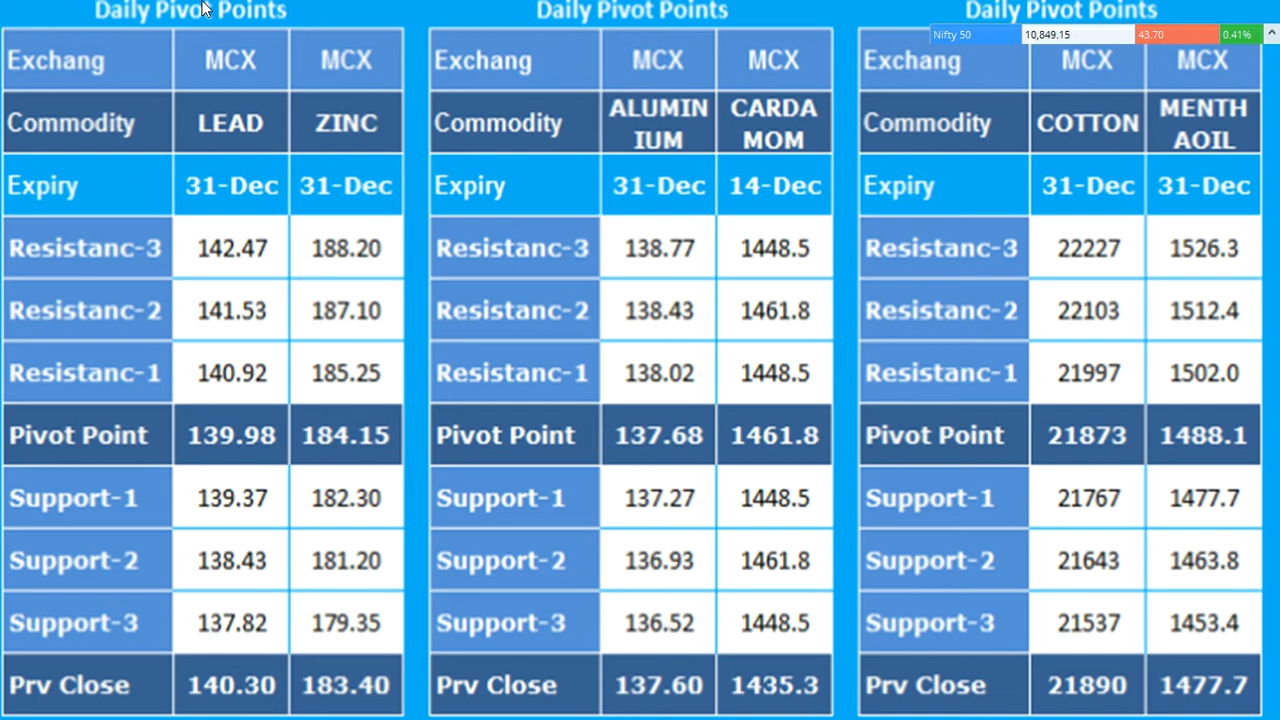 Daily Pivot Points
Exchang MCX MCX
Commodity LEAD ZINC
Expiry 31-Dec 31-Dec
Resistanc-3 142.47 188.20
Resistanc-2 141.53 187.10
Resistanc-1 140.92 185.25
Pivot Point 139.98 184.15
Support-1 139.37 182.30
Support-2 138.43 181.20
Support-3 137.82 179.35
Prv Close 140.30 183.40
Daily Pivot Points
Exchang MCX MCX
Commodity ALUMIN
IUM CARDA
MOM
Expiry 31-Dec 14-Dec
Resistanc-3 138.77 1448.5
Resistanc-2 138.43 1461.8
Resistanc-1 138.02 1448.5
Pivot Point 137.68 1461.8
Support-1 137.27 1448.5
Support-2 136.93 1461.8
Support-3 136.52 1448.5
Prv Close 137.60 1435.3
Daily Pivot Points
Nifty 50 10,849.15 43.70 0.41%
Exchang MCX MCX
Commodity COTTON MENTH
AOIL
Expiry 31-Dec 31-Dec
Resistanc-3 22227 1526.3
Resistanc-2 22103 1512.4
Resistanc-1 21997 1502.0
Pivot Point 21873 1488.1
Support-1 21767 1477.7
Support-2 21643 1463.8
Support-3 21537 1453.4
Prv Close 21890 1477.7